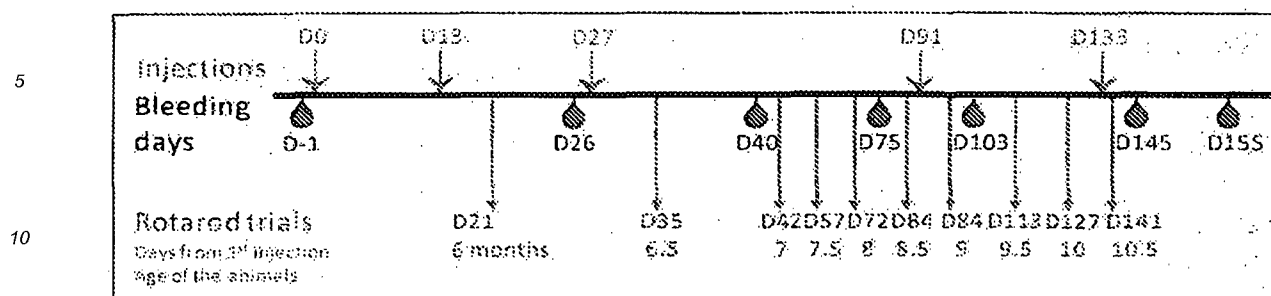 D0 D13 D27 D91 D133
5
Injections
Bleeding
days
D-1 D26 D40 D75 D103 D145 D155
Rotarod trials D21 D35 D42 D57 D72 D84 D84 D113 D127 D141
10
Days from 1st injection 6 months 6.5 7 7.5 8 8.5 9 9.5 10 10.5
Age of the animals